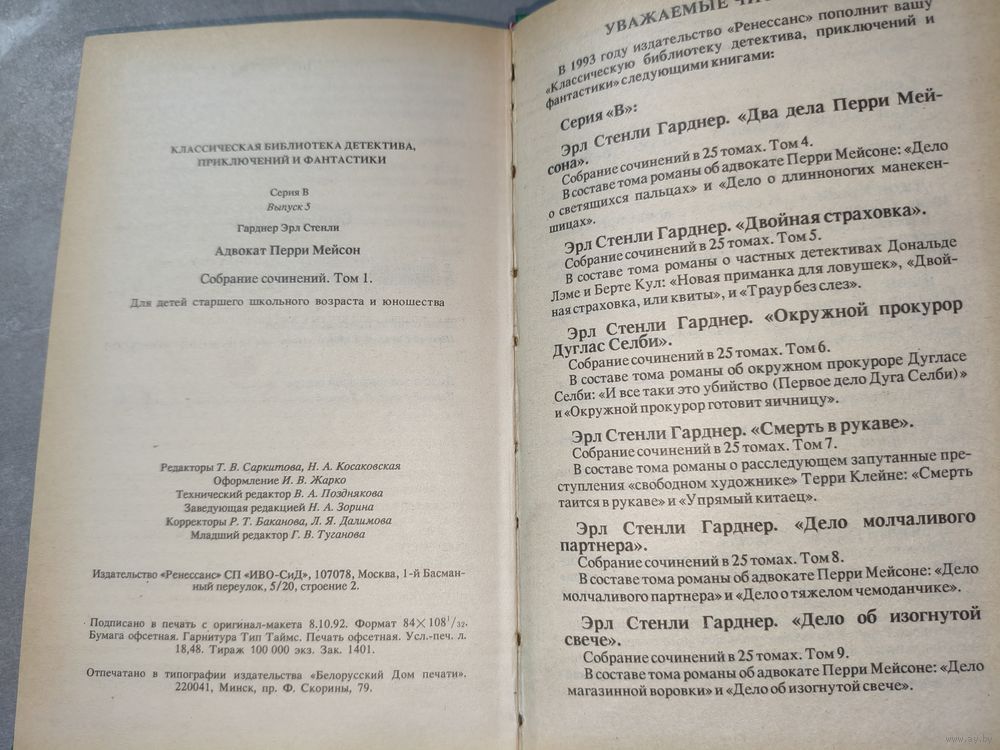 КЛАССИЧЕСКАЯ БИБЛИОТЕКА ДЕТЕКТИВА,
ПРИКЛЮЧЕНИЙ И ФАНТАСТИКИ
Серия В
Выпуск 5
Гарднер Эрл Стенли
Адвокат Перри Мейсон
Собрание сочинений. Том 1.
Для детей старшего школьного возраста и юношества
Редакторы Т. В. Саркитова, Н. А. Косаковская
Оформление И. В. Жарко
Технический редактор В. А. Позднякова
Заведующая редакцией Н. А. Зорина
Корректоры Р. Т. Баканова, Л. Я. Далимова
Младший редактор Г. В. Туганова
Издательство «Ренессанс» СП «ИВО-СиД», 107078, Москва, 1-й Басман-
ный переулок, 5/20, строение 2.
Подписано в печать с оригинал-макета 8.10.92. Формат 84×108¹/₃₂.
Бумага офсетная. Гарнитура Тип Таймс. Печать офсетная. Усл.-печ. л.
18,48. Тираж 100 000 экз. Зак. 1401.
Отпечатано в типографии издательства «Белорусский Дом печати».
220041, Минск, пр. Ф. Скорины, 79.
УВАЖАЕМЫЕ
В 1993 году издательство «Ренессанс» пополнит вашу
«Классическую библиотеку детектива, приключений и
фантастики» следующими книгами:
Серия «В»:
Эрл Стенли Гарднер. «Два дела Перри Мей-
сона».
Собрание сочинений в 25 томах. Том 4.
В составе тома романы об адвокате Перри Мейсоне: «Дело
о светящихся пальцах» и «Дело о длинноногих манекен-
щицах».
Эрл Стенли Гарднер. «Двойная страховка».
Собрание сочинений в 25 томах. Том 5.
В составе тома романы о частных детективах Дональде
Лэме и Берте Кул: «Новая приманка для ловушек», «Двой-
ная страховка, или квиты», и «Траур без слез».
Эрл Стенли Гарднер. «Окружной прокурор
Дуглас Селби».
Собрание сочинений в 25 томах. Том 6.
В составе тома романы об окружном прокуроре Дугласе
Селби: «И все таки это убийство (Первое дело Дуга Селби)»
и «Окружной прокурор готовит яичницу».
Эрл Стенли Гарднер. «Смерть в рукаве».
Собрание сочинений в 25 томах. Том 7.
В составе тома романы о расследующем запутанные пре-
ступления «свободном художнике» Терри Клейне: «Смерть
таится в рукаве» и «Упрямый китаец».
Эрл Стенли Гарднер. «Дело молчаливого
партнера».
Собрание сочинений в 25 томах. Том 8.
В составе тома романы об адвокате Перри Мейсоне: «Дело
молчаливого партнера» и «Дело о тяжелом чемоданчике».
Эрл Стенли Гарднер. «Дело об изогнутой
свече».
Собрание сочинений в 25 томах. Том 9.
В составе тома романы об адвокате Перри Мейсоне: «Дело
магазинной воровки» и «Дело об изогнутой свече».
www.ay.by